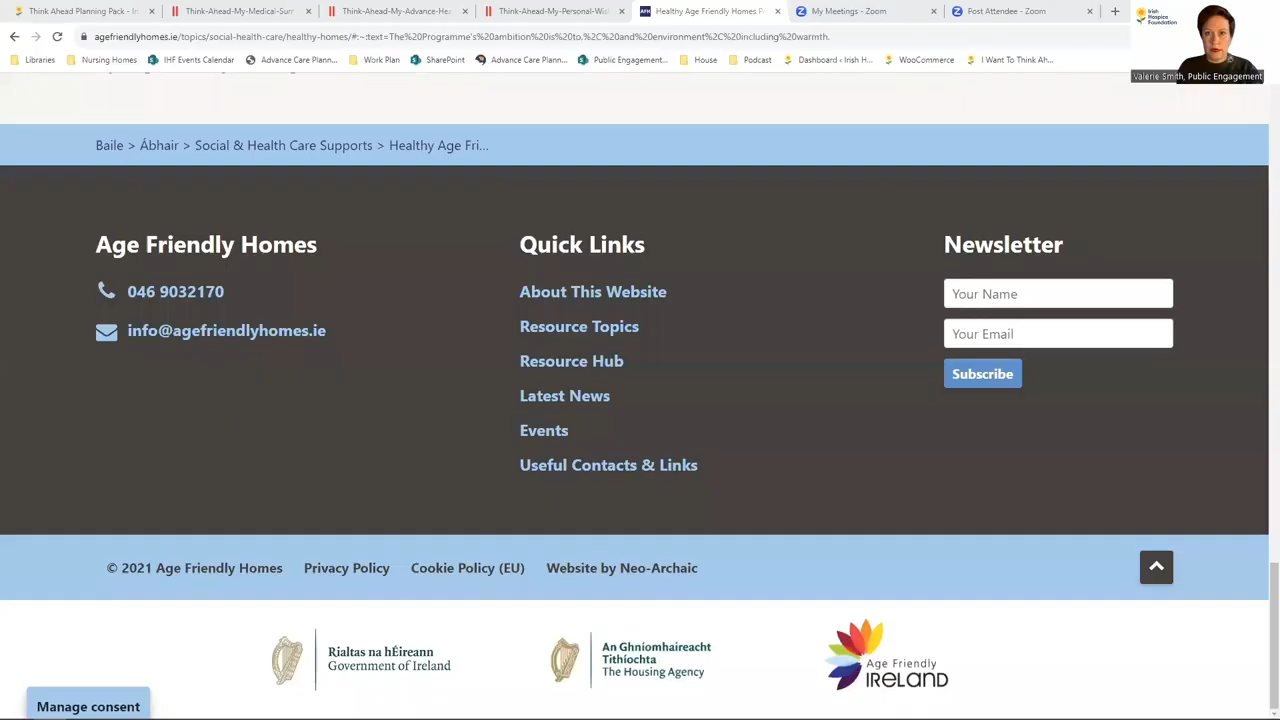 Think Ahead Planning Pack - In
Think-Ahead-My-Medical-Sum
Think-Ahead-My-Advance-Hea
Think-Ahead-My-Personal-Wish
Healthy Age Friendly Homes P
My Meetings - Zoom
Post Attendee - Zoom
agefriendlyhomes.ie/topics/social-health-care/healthy-homes/#:~:text=The%20Programme's%20ambition%20is%20to.%2C%20and%20environment%2C%20including%20warmth.
Libraries
Nursing Homes
IHF Events Calendar
Advance Care Plann...
Work Plan
SharePoint
Advance Care Plann...
Public Engagement...
House
Podcast
Dashboard ‹ Irish H...
WooCommerce
I Want To Think Ah...
Irish
Hospice
Foundation
Valerie Smith, Public Engagement
Baile > Ábhair > Social & Health Care Supports > Healthy Age Fri...
Age Friendly Homes
046 9032170
info@agefriendlyhomes.ie
Quick Links
About This Website
Resource Topics
Resource Hub
Latest News
Events
Useful Contacts & Links
Newsletter
Your Name
Your Email
Subscribe
© 2021 Age Friendly Homes
Privacy Policy
Cookie Policy (EU)
Website by Neo-Archaic
Rialtas na hÉireann
Government of Ireland
An Ghníomhaireacht
Tithíochta
The Housing Agency
Age Friendly
IRELAND
Manage consent